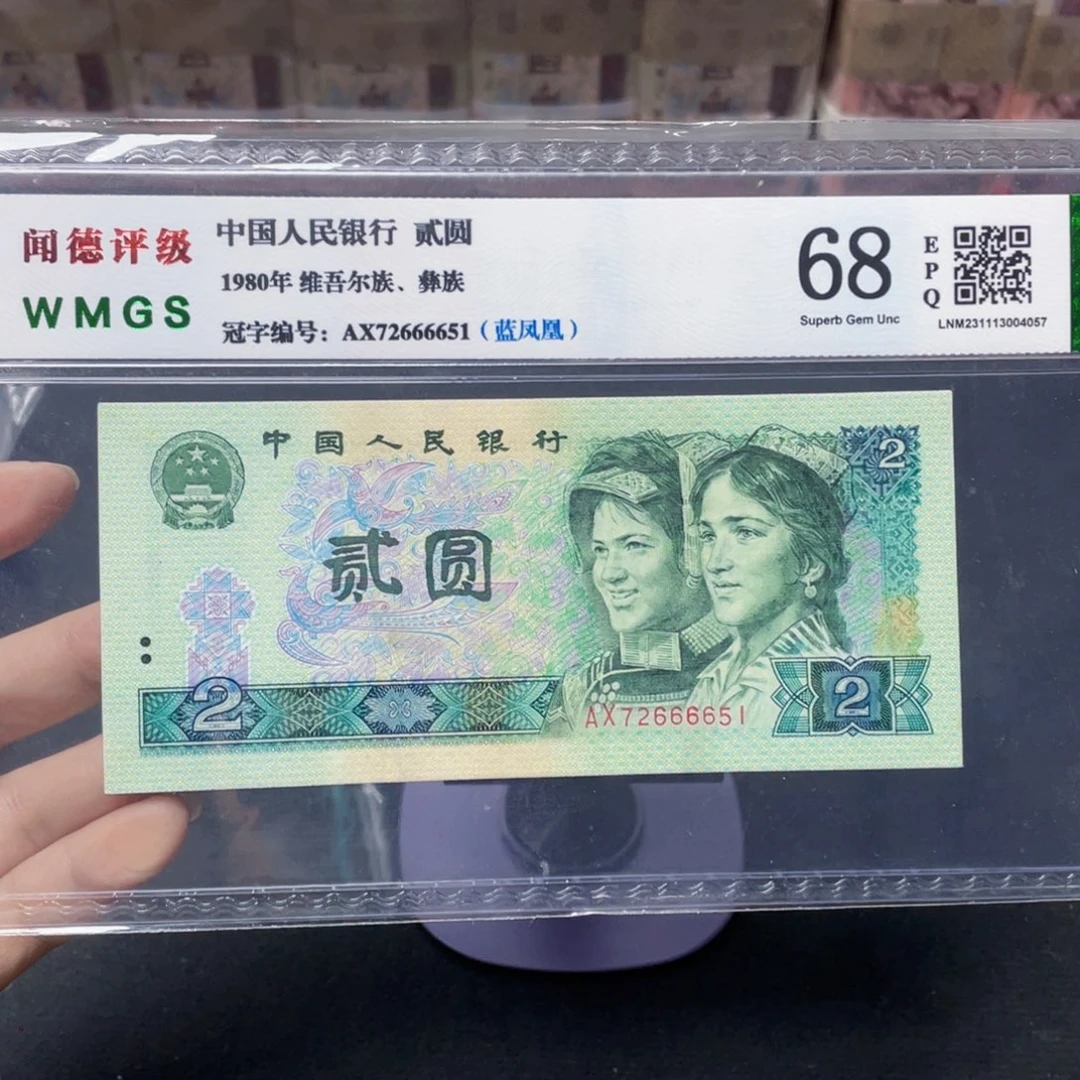 闻德评级
WMGS
中国人民银行 贰圆
1980年 维吾尔族、彝族
冠字编号：AX72666651（蓝凤凰）
68
EPQ
Superb Gem Unc
LNM231113004057
中国人民银行
2
贰圆
2
AX72666651
2